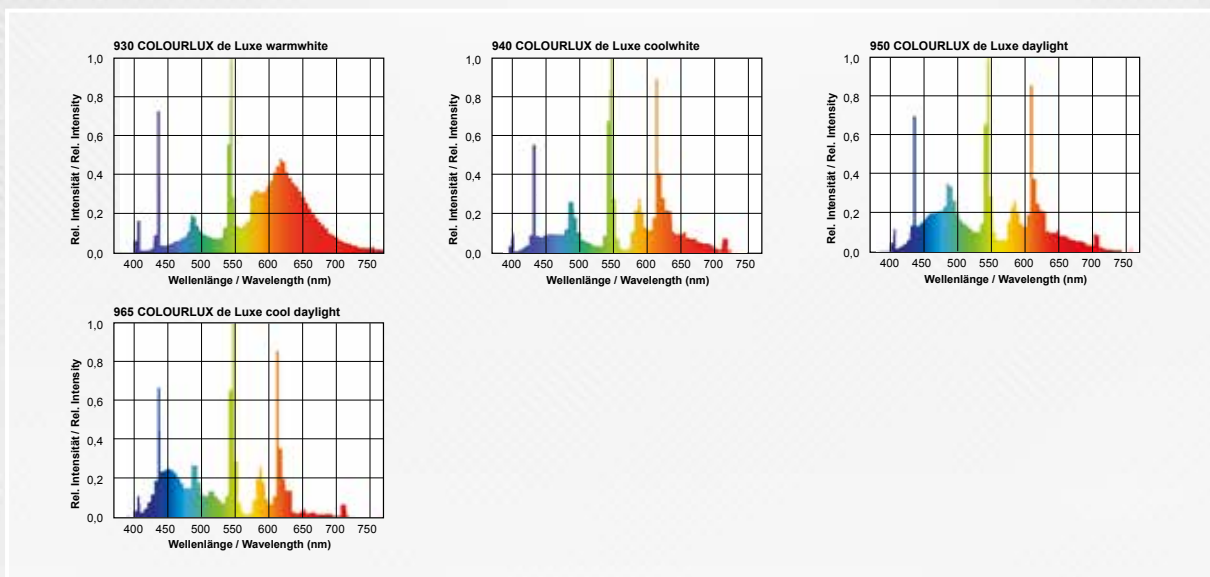 930 COLOURLUX de Luxe warmwhite
Rel. Intensität / Rel. Intensity
1,0
0,8
0,6
0,4
0,2
0,0
400 450 500 550 600 650 700 750
Wellenlänge / Wavelength (nm)
940 COLOURLUX de Luxe coolwhite
Rel. Intensität / Rel. Intensity
1,0
0,8
0,6
0,4
0,2
0,0
400 450 500 550 600 650 700 750
Wellenlänge / Wavelength (nm)
950 COLOURLUX de Luxe daylight
Rel. Intensität / Rel. Intensity
1,0
0,8
0,6
0,4
0,2
0,0
400 450 500 550 600 650 700 750
Wellenlänge / Wavelength (nm)
965 COLOURLUX de Luxe cool daylight
Rel. Intensität / Rel. Intensity
1,0
0,8
0,6
0,4
0,2
0,0
400 450 500 550 600 650 700 750
Wellenlänge / Wavelength (nm)